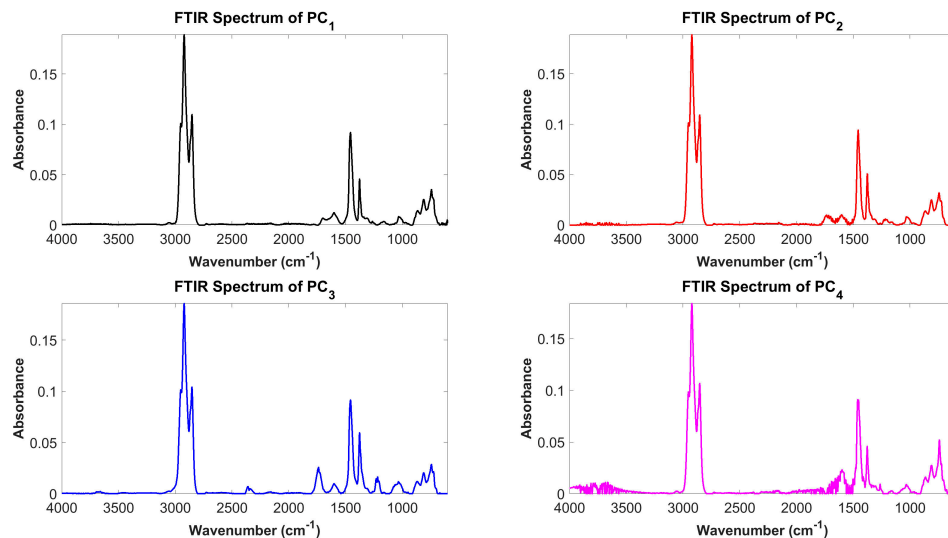 FTIR Spectrum of PC1
Absorbance
0.15
0.1
0.05
0
4000 3000 2000 1500 1000
Wavenumber (cm-1)
FTIR Spectrum of PC2
Absorbance
0.15
0.1
0.05
0
4000 3500 3000 2500 2000 1500 1000
Wavenumber (cm-1)
FTIR Spectrum of PC3
Absorbance
0.15
0.1
0.05
0
4000 3500 3000 2500 2000 1500 1000
Wavenumber (cm-1)
FTIR Spectrum of PC4
Absorbance
0.15
0.1
0.05
0
4000 3500 3000 2500 2000 1500 1000
Wavenumber (cm-1)